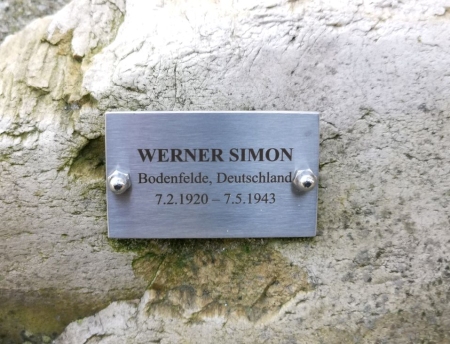 WERNER SIMON
Bodenfelde, Deutschland
7.2.1920 – 7.5.1943